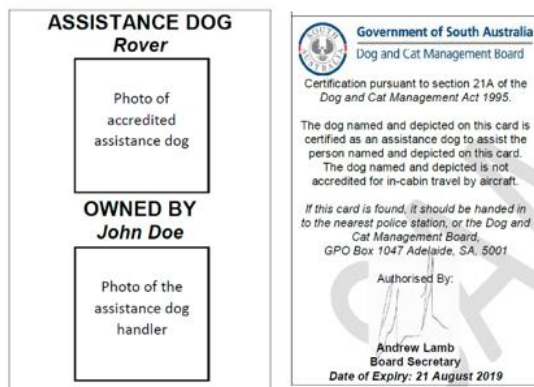 ASSISTANCE DOG
Rover
Photo of
accredited
assistance dog
OWNED BY
John Doe
Photo of the
assistance dog
handler
SOUTH
AUSTRALIA
Government of South Australia
Dog and Cat Management Board
Certification pursuant to section 21A of the
Dog and Cat Management Act 1995.
The dog named and depicted on this card is
certified as an assistance dog to assist the
person named and depicted on this card.
The dog named and depicted is not
accredited for in-cabin travel by aircraft.
If this card is found, it should be handed in
to the nearest police station, or the Dog and
Cat Management Board,
GPO Box 1047 Adelaide, SA, 5001
Authorised By:
Andrew Lamb
Board Secretary
Date of Expiry: 21 August 2019